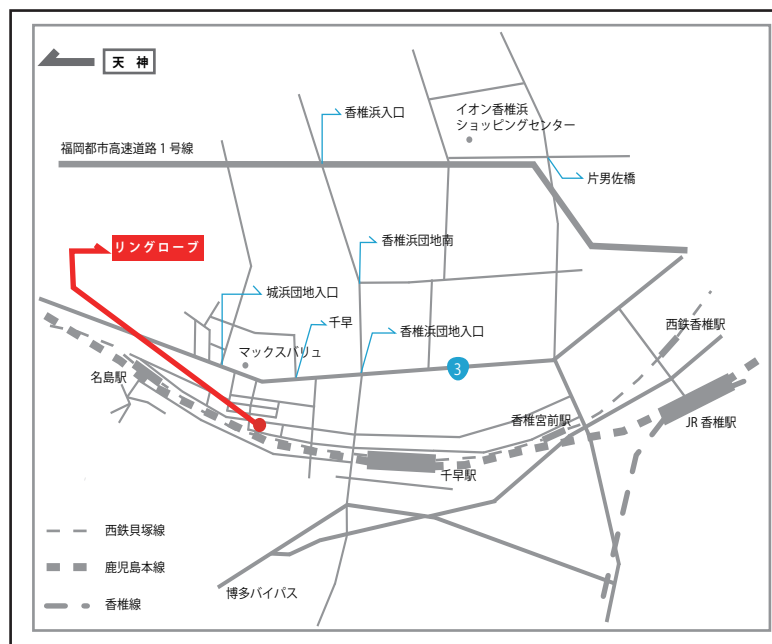 天 神
香椎浜入口
イオン香椎浜
ショッピングセンター
福岡都市高速道路１号線
片男佐橋
リングローブ
香椎浜団地南
城浜団地入口
千早
香椎浜団地入口
西鉄香椎駅
マックスバリュ
3
名島駅
香椎宮前駅
JR 香椎駅
千早駅
西鉄貝塚線
鹿児島本線
博多バイパス
香椎線